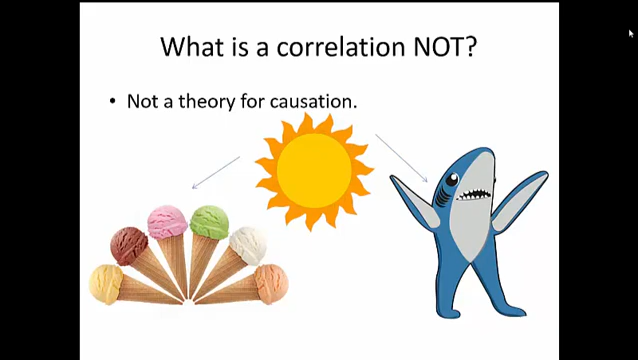 What is a correlation NOT?
• Not a theory for causation.